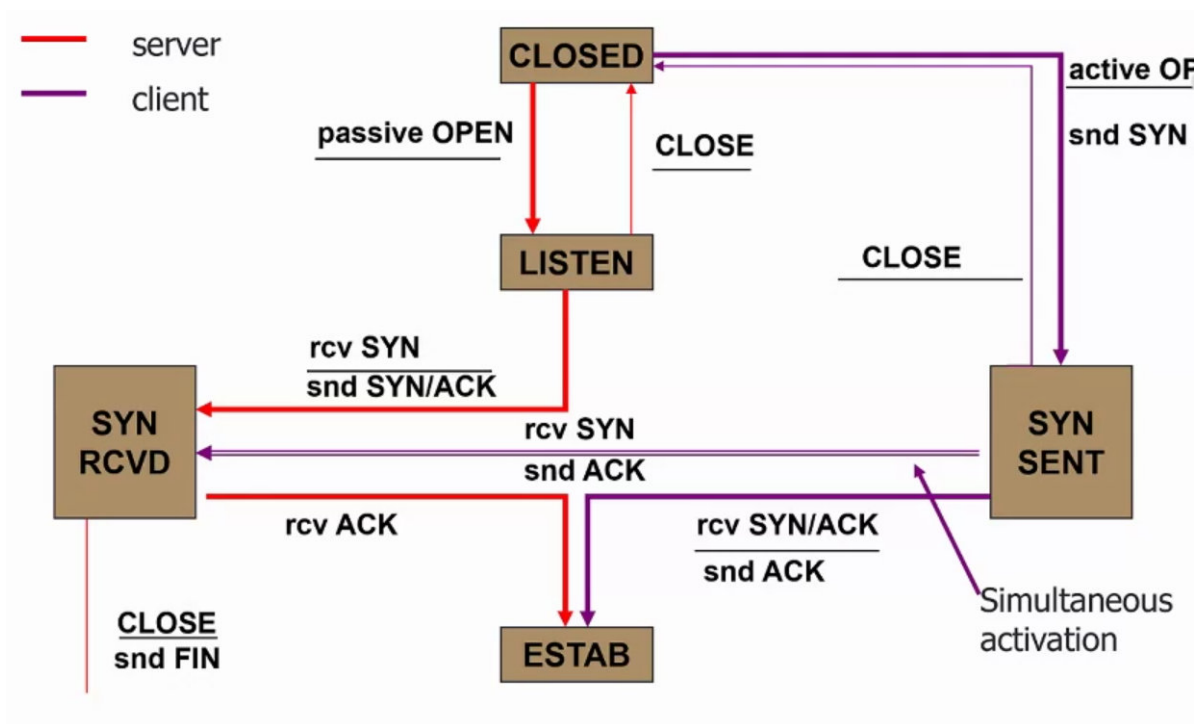 server
client
CLOSED
active
snd SYN
passive OPEN
CLOSE
LISTEN
CLOSE
rcv SYN
snd SYN/ACK
SYN
RCVD
rcv SYN
snd ACK
SYN
SENT
rcv ACK
rcv SYN/ACK
snd ACK
Simultaneous
activation
CLOSE
snd FIN
ESTAB